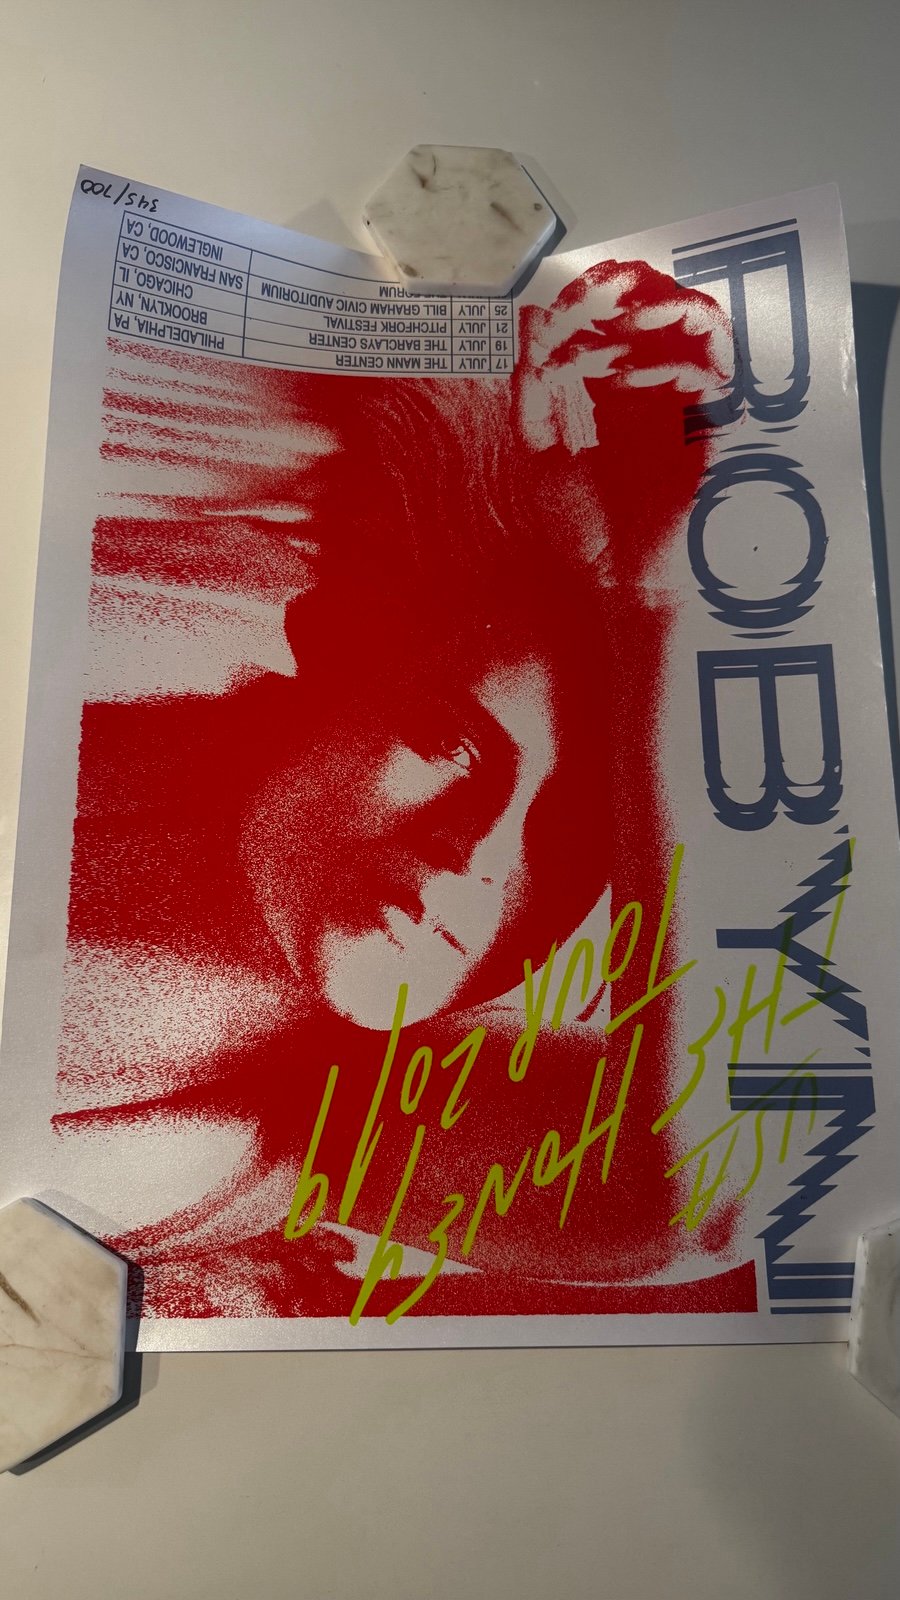 ROBYN
THE HONEY
USA
TOUR 2019
17 JULY THE MANN CENTER PHILADELPHIA, PA
19 JULY THE BARCLAYS CENTER BROOKLYN, NY
21 JULY PITCHFORK FESTIVAL CHICAGO, IL
25 JULY BILL GRAHAM CIVIC AUDITORIUM SAN FRANCISCO, CA
FORUM INGLEWOOD, CA
345/700